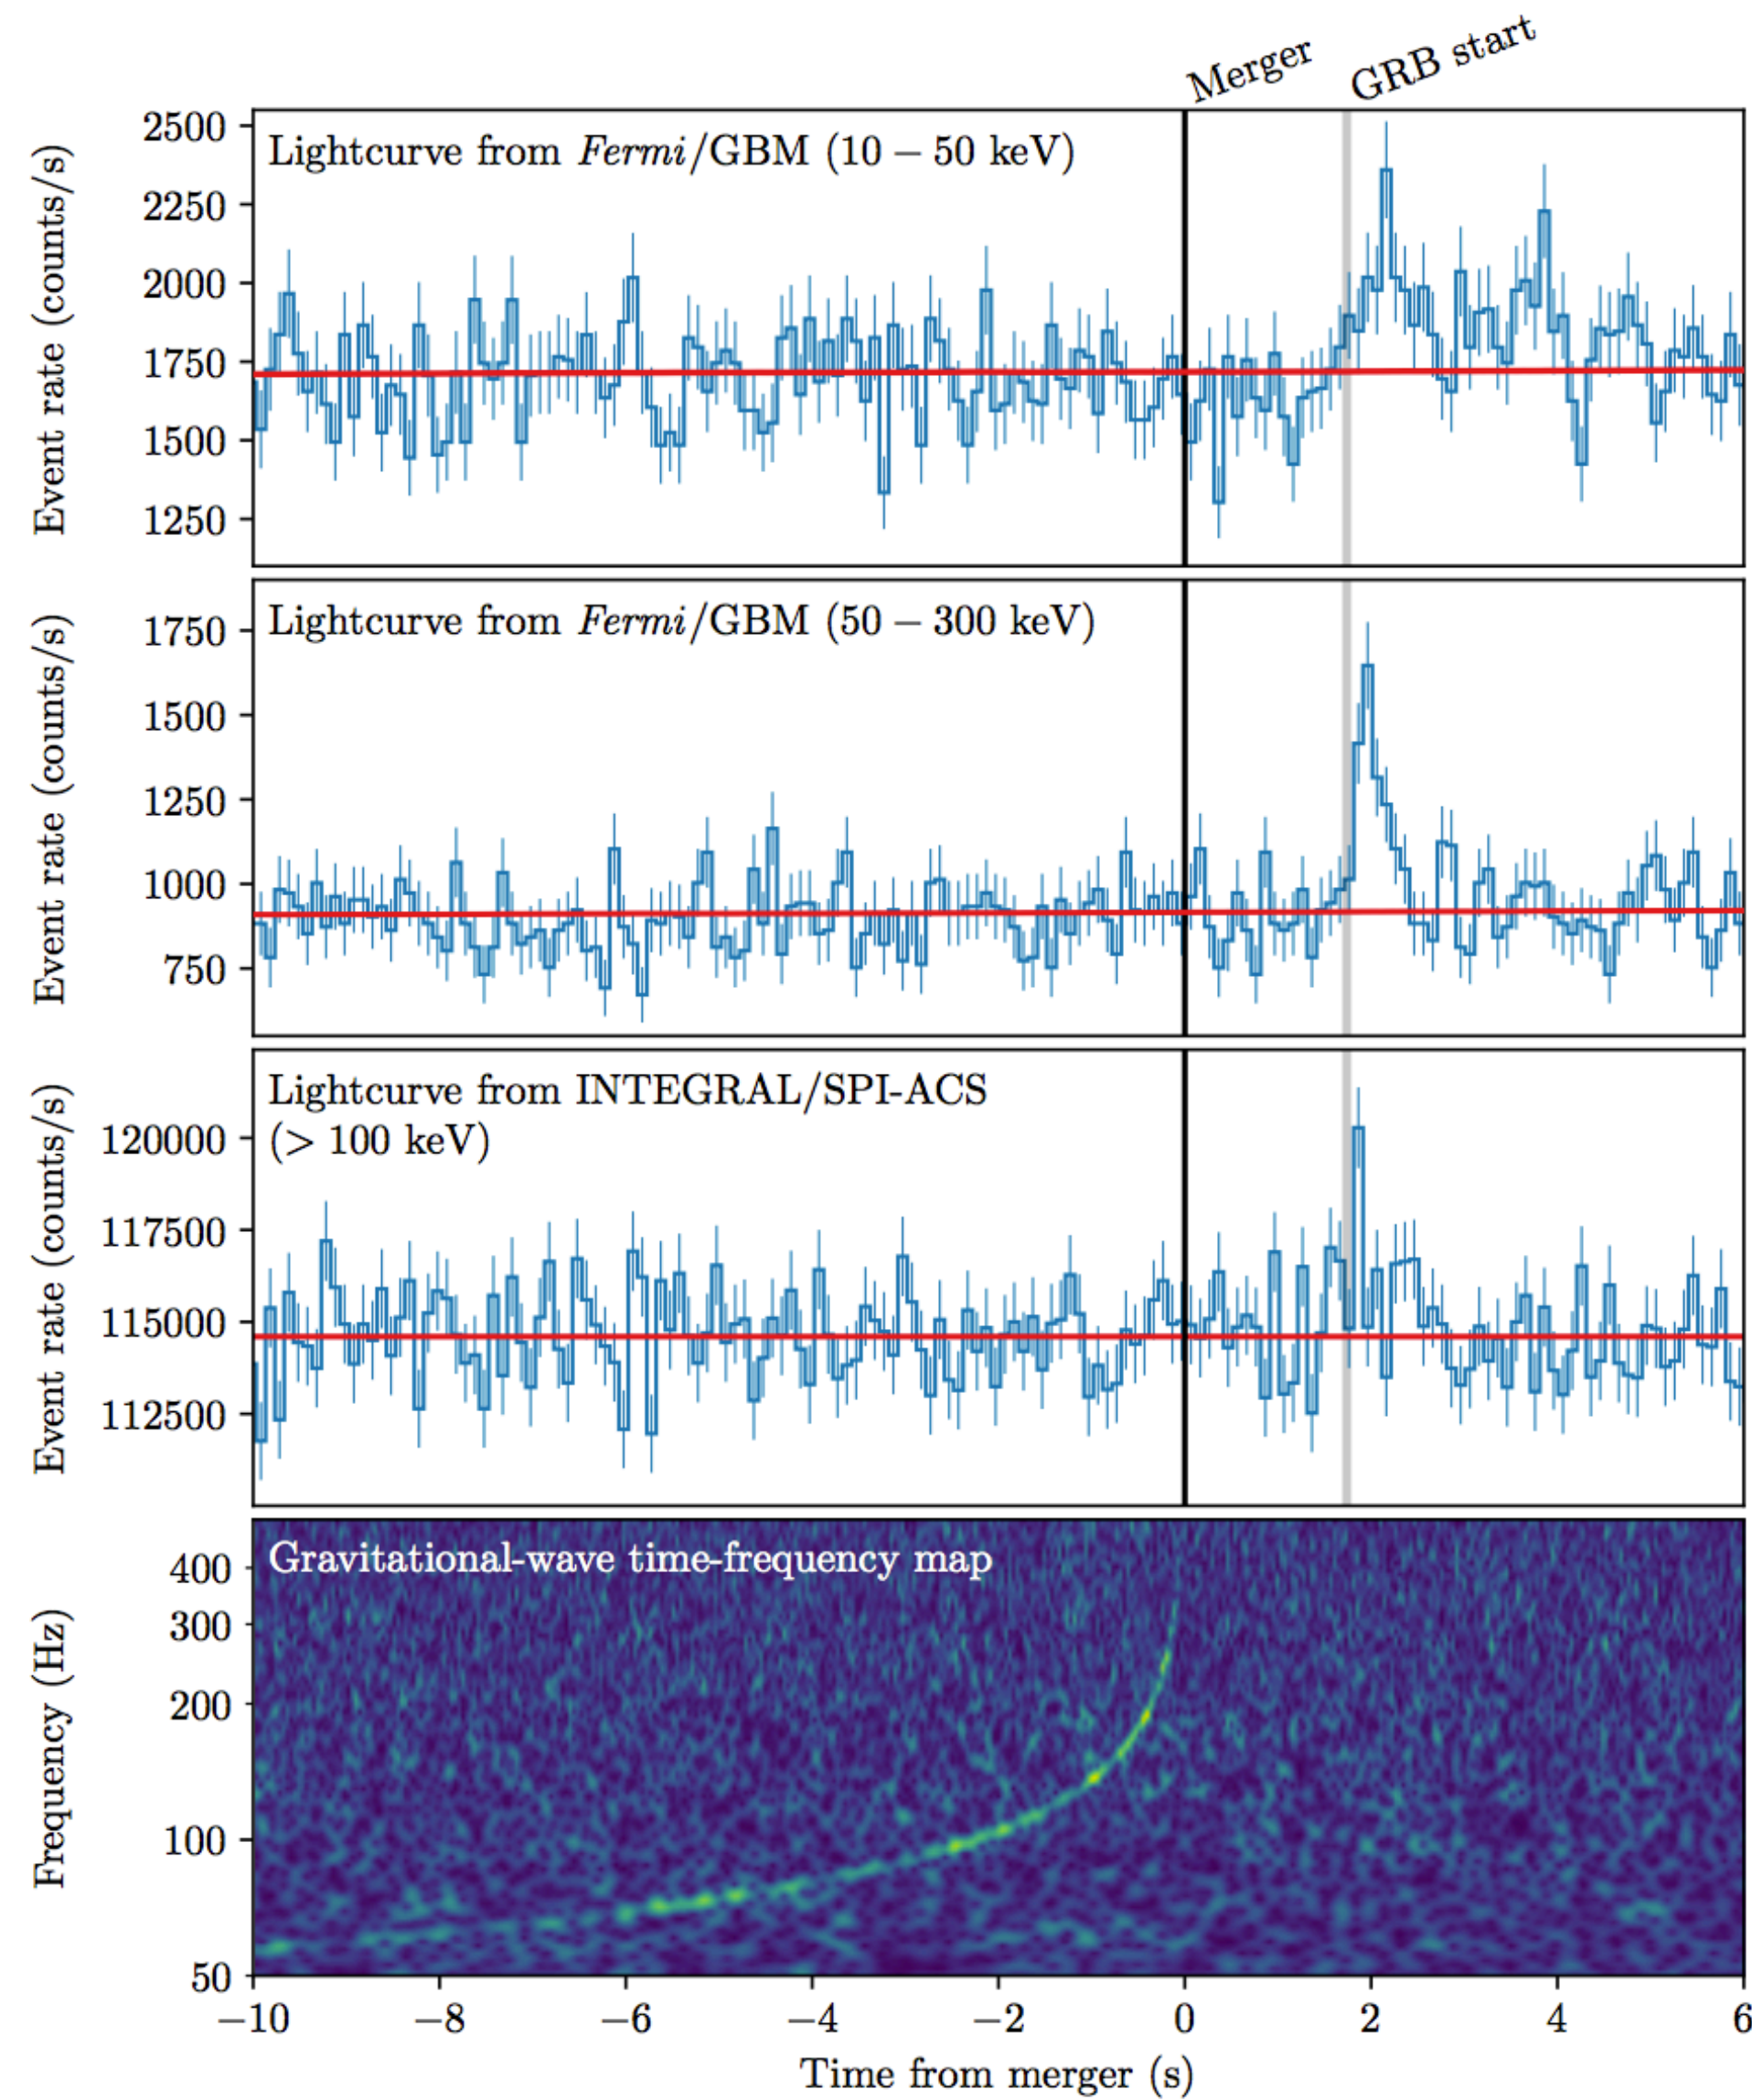 Merger GRB start
2500
Lightcurve from Fermi/GBM (10 – 50 keV)
2250
2000
1750
1500
1250
Event rate (counts/s)
Lightcurve from Fermi/GBM (50 – 300 keV)
1750
1500
1250
1000
750
Event rate (counts/s)
Lightcurve from INTEGRAL/SPI-ACS
(> 100 keV)
120000
117500
115000
112500
Event rate (counts/s)
Gravitational-wave time-frequency map
400
300
200
100
50
Frequency (Hz)
−10 −8 −6 −4 −2 0 2 4 6
Time from merger (s)